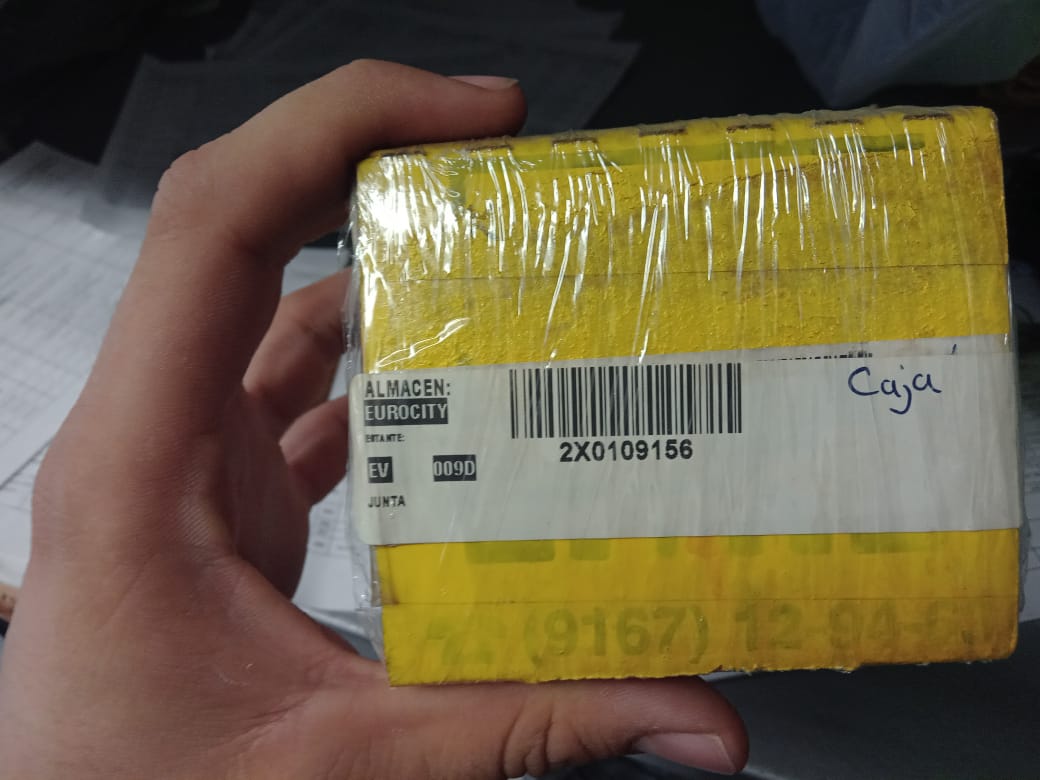 ALMACEN:
EUROCITY
ESTANTE:
EV 009D
JUNTA
2X0109156
Caja
(9167) 12-94-